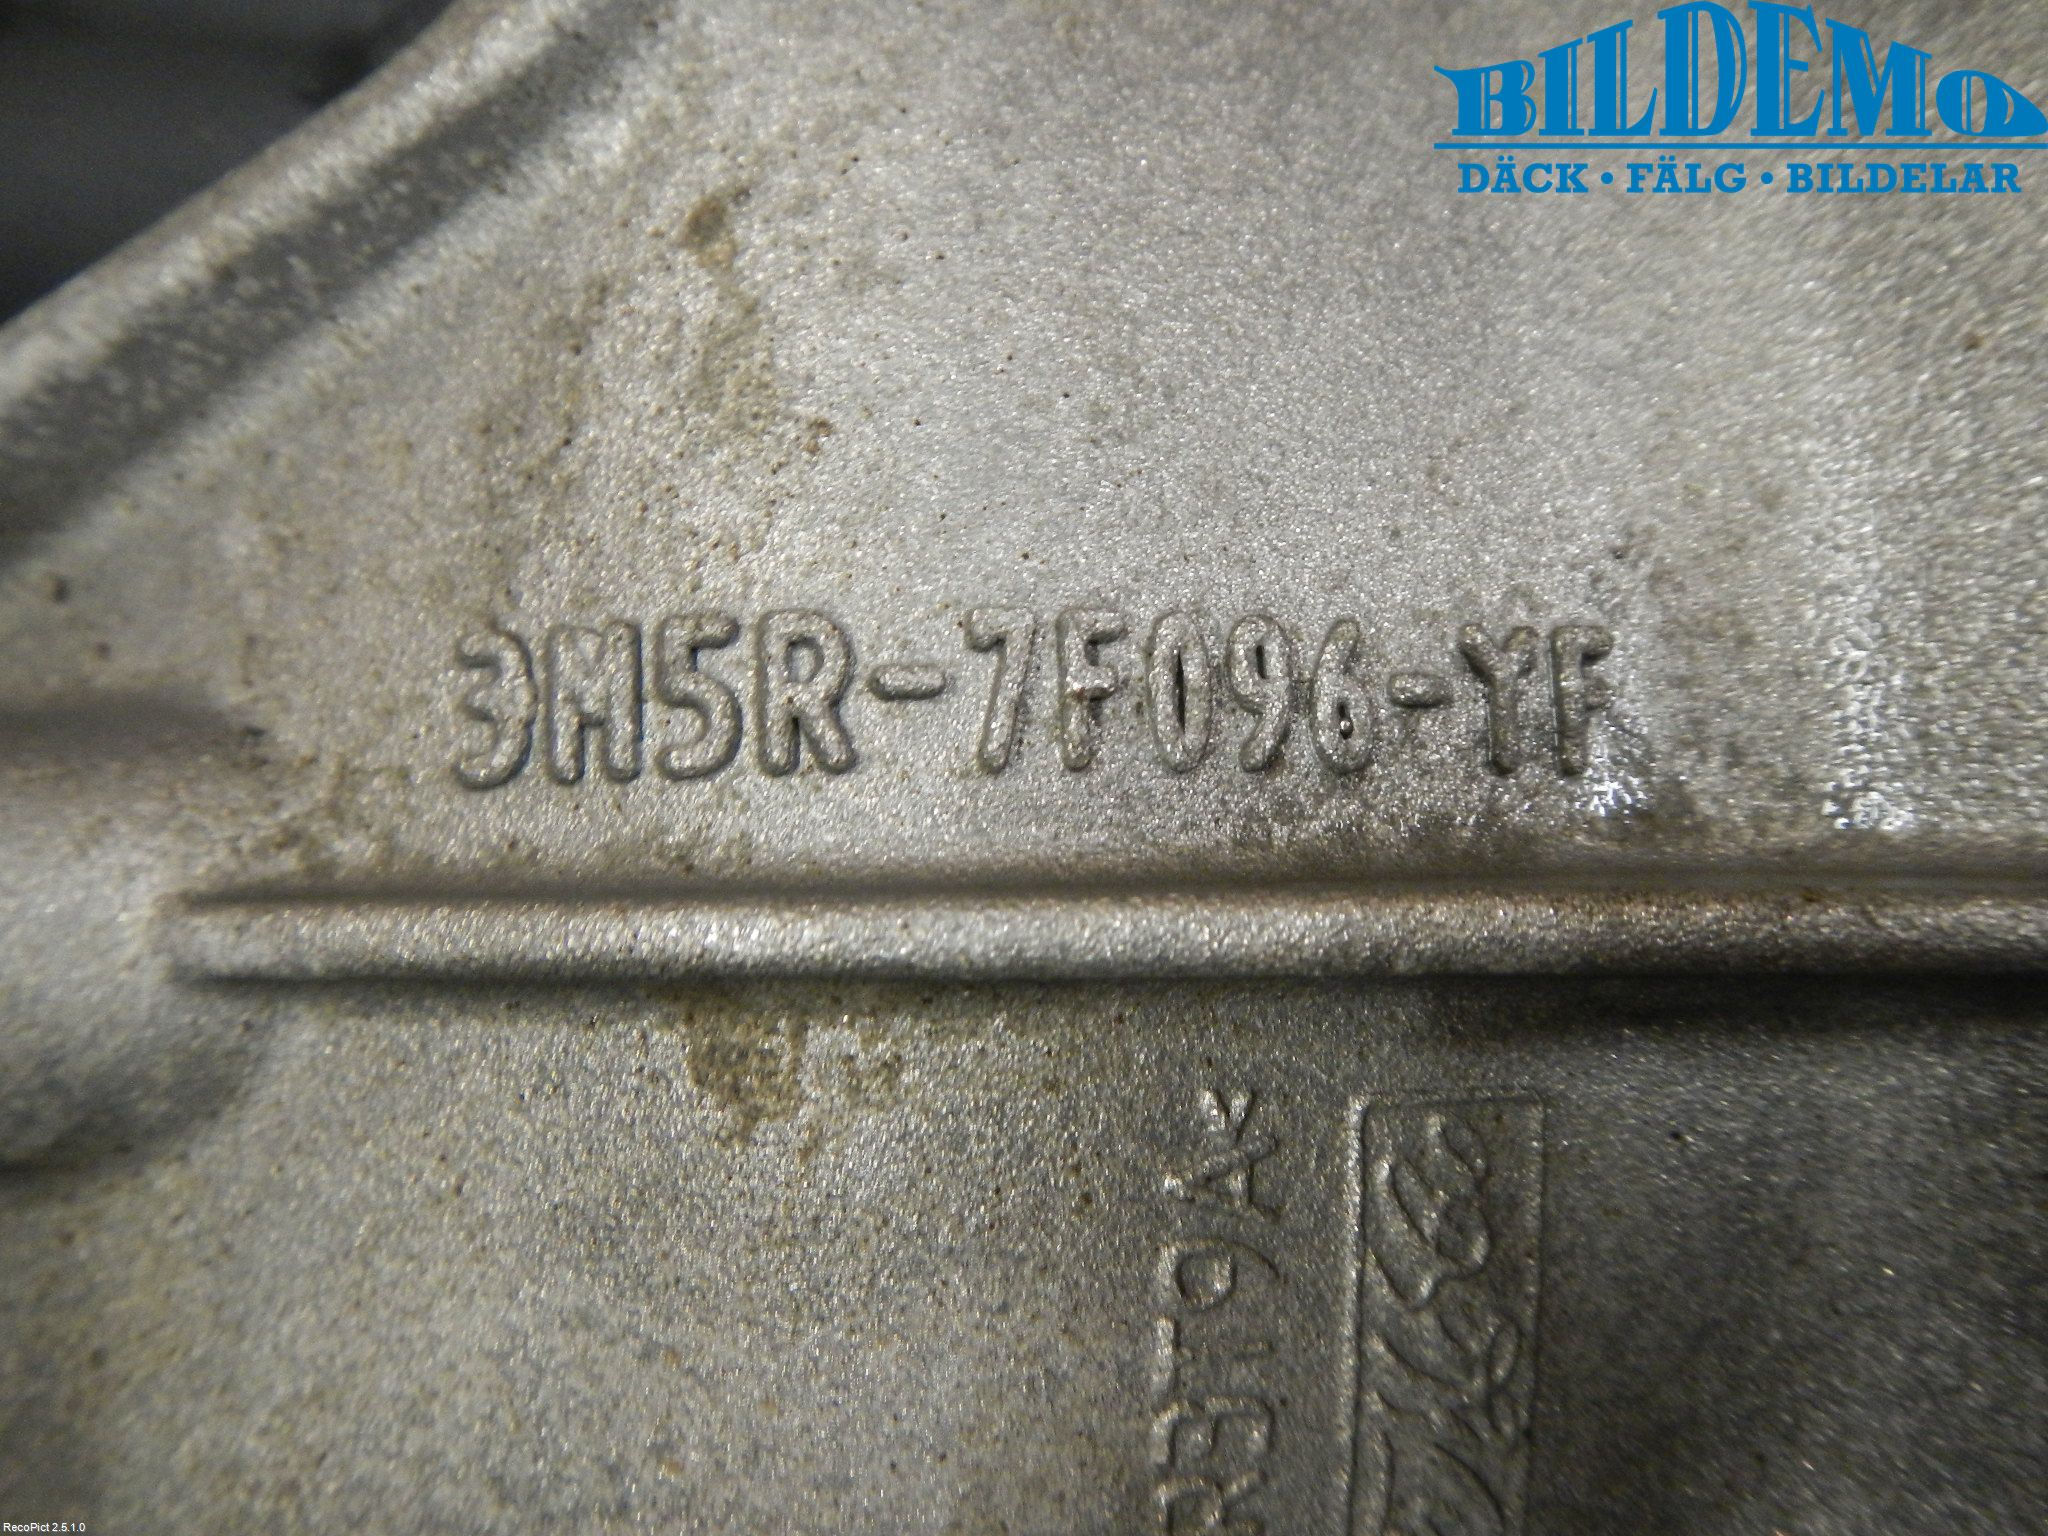 BILDEMO
DÄCK • FÄLG • BILDELAR
3M5R-7F096-YF
RecoPict 2.5.1.0